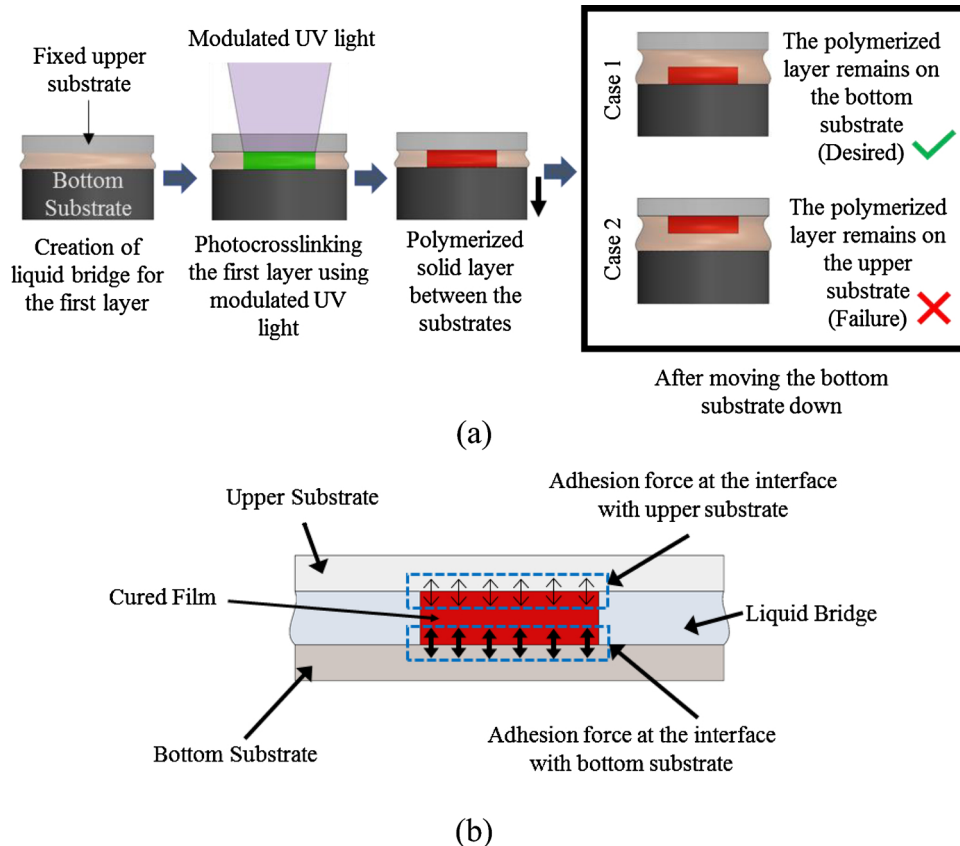 Fixed upper
substrate
Modulated UV light
Bottom
Substrate
Creation of
liquid bridge for
the first layer
Photocrosslinking
the first layer using
modulated UV
light
Polymerized
solid layer
between the
substrates
Case 1
The polymerized
layer remains on
the bottom
substrate
(Desired)
Case 2
The polymerized
layer remains on
the upper
substrate
(Failure)
After moving the bottom
substrate down
(a)
Upper Substrate
Adhesion force at the interface
with upper substrate
Cured Film
Liquid Bridge
Bottom Substrate
Adhesion force at the interface
with bottom substrate
(b)